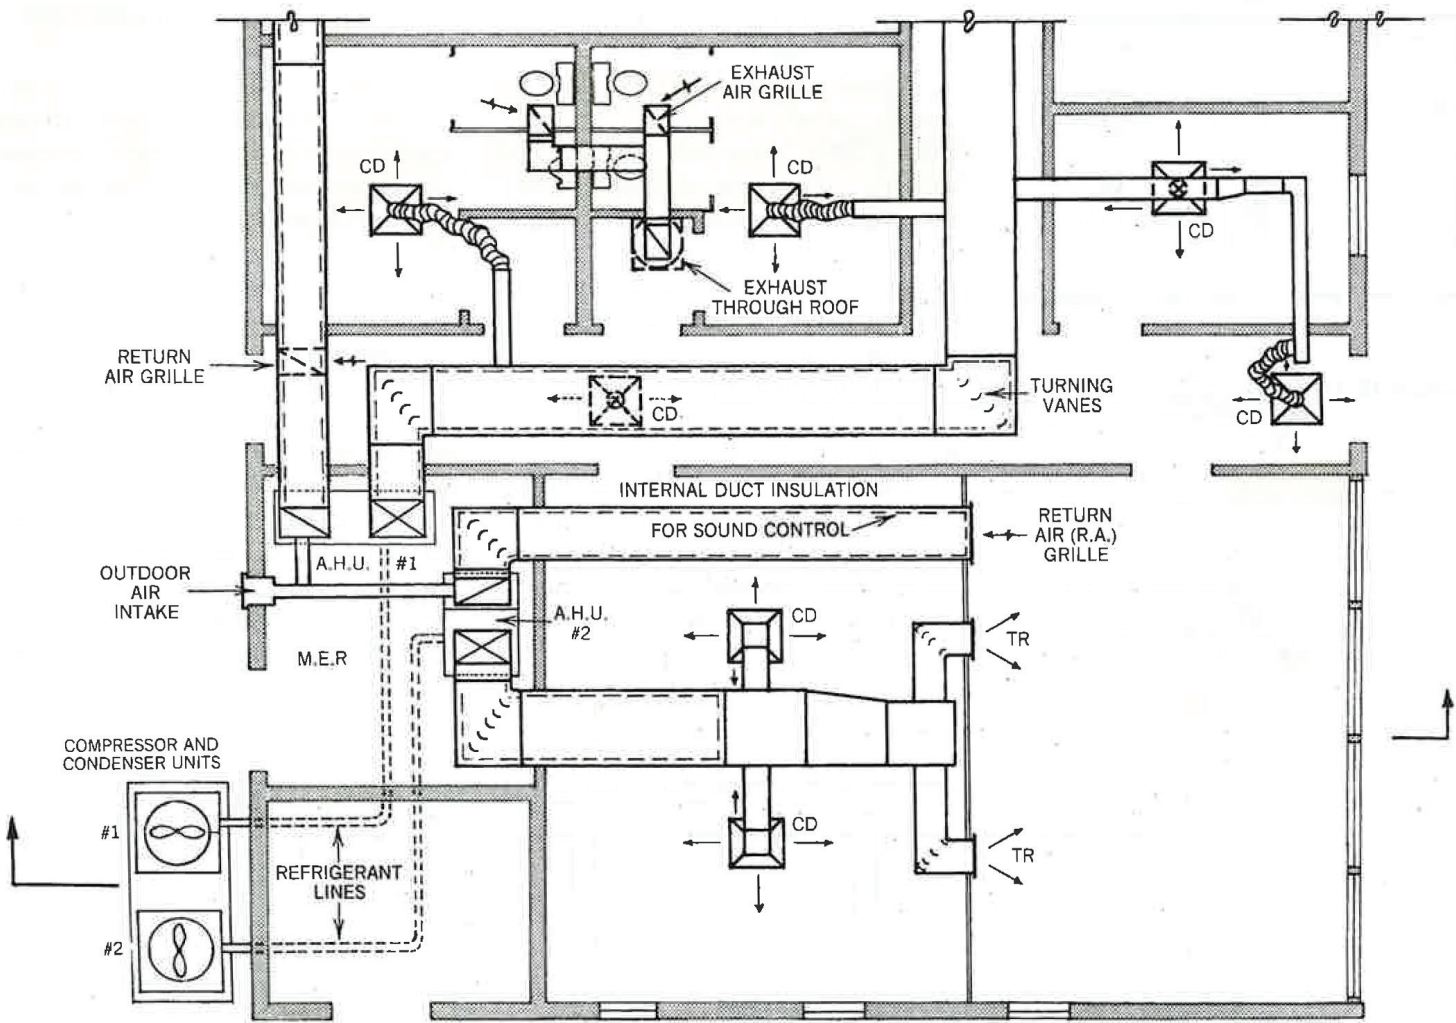 EXHAUST
AIR GRILLE
CD
CD
CD
EXHAUST
THROUGH ROOF
RETURN
AIR GRILLE
TURNING
VANES
CD
CD
INTERNAL DUCT INSULATION
FOR SOUND CONTROL
RETURN
AIR (R.A.)
GRILLE
A.H.U. #1
OUTDOOR
AIR
INTAKE
A.H.U.
#2
CD
TR
M.E.R
COMPRESSOR AND
CONDENSER UNITS
#1
CD
TR
REFRIGERANT
LINES
#2